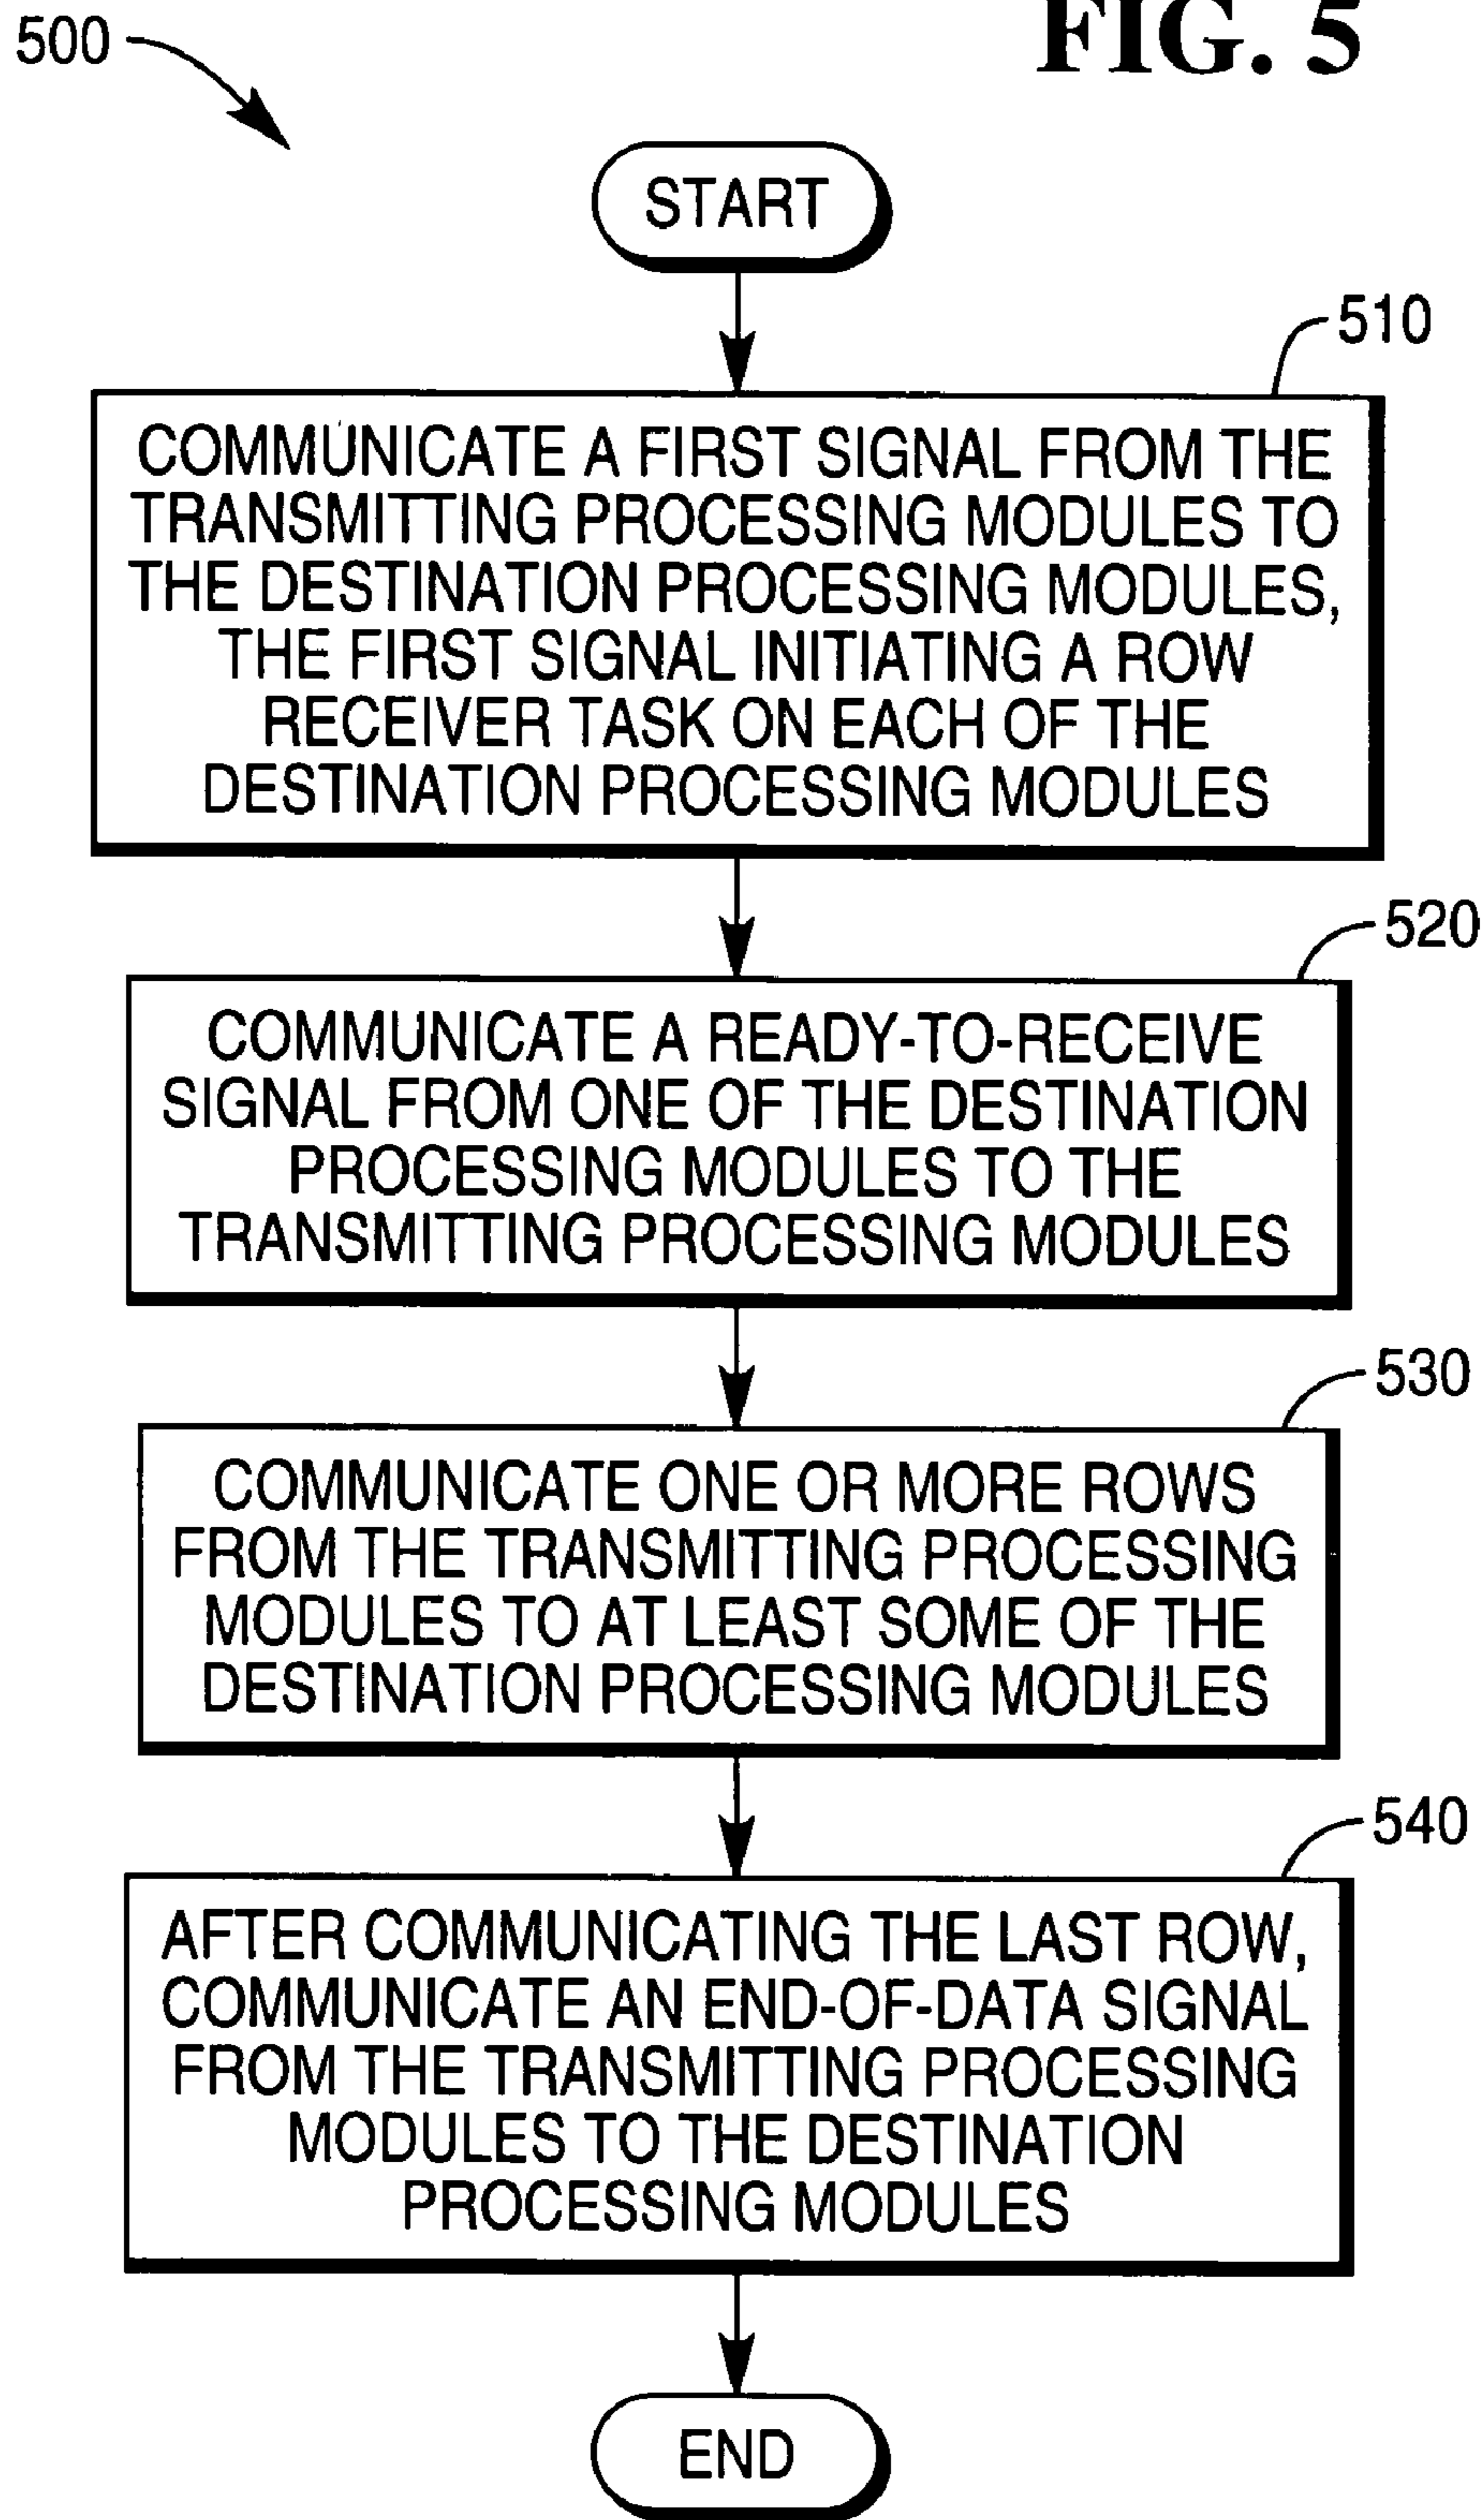 500
FIG. 5
START
510
COMMUNICATE A FIRST SIGNAL FROM THE
TRANSMITTING PROCESSING MODULES TO
THE DESTINATION PROCESSING MODULES,
THE FIRST SIGNAL INITIATING A ROW
RECEIVER TASK ON EACH OF THE
DESTINATION PROCESSING MODULES
520
COMMUNICATE A READY-TO-RECEIVE
SIGNAL FROM ONE OF THE DESTINATION
PROCESSING MODULES TO THE
TRANSMITTING PROCESSING MODULES
530
COMMUNICATE ONE OR MORE ROWS
FROM THE TRANSMITTING PROCESSING
MODULES TO AT LEAST SOME OF THE
DESTINATION PROCESSING MODULES
540
AFTER COMMUNICATING THE LAST ROW,
COMMUNICATE AN END-OF-DATA SIGNAL
FROM THE TRANSMITTING PROCESSING
MODULES TO THE DESTINATION
PROCESSING MODULES
END